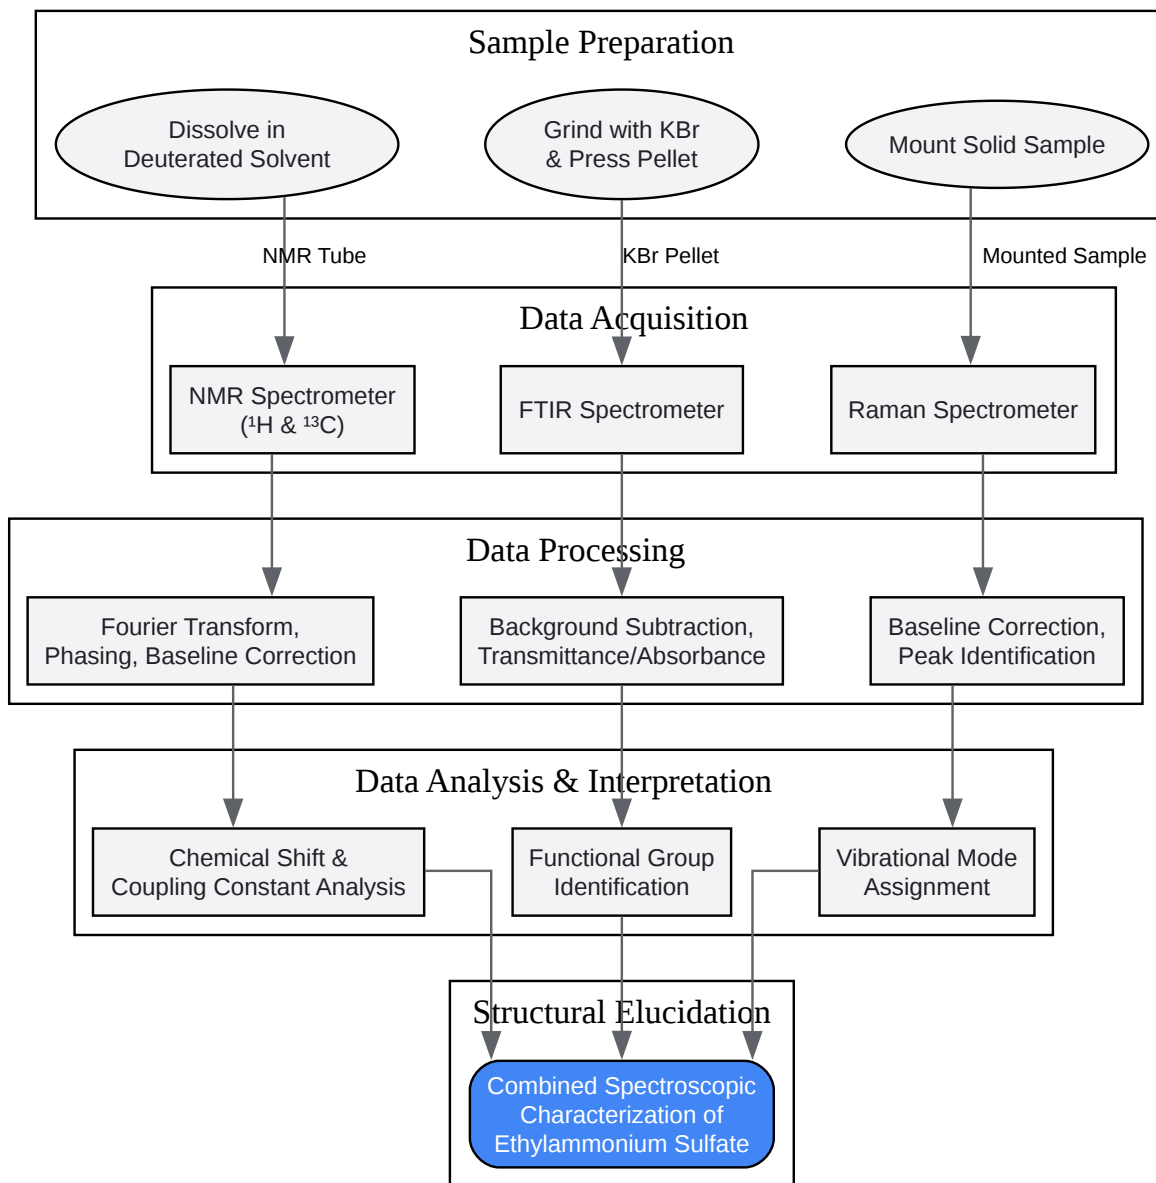 Sample Preparation
Dissolve in
Deuterated Solvent
Grind with KBr
& Press Pellet
Mount Solid Sample
NMR Tube
KBr Pellet
Mounted Sample
Data Acquisition
NMR Spectrometer
(¹H & ¹³C)
FTIR Spectrometer
Raman Spectrometer
Data Processing
Fourier Transform,
Phasing, Baseline Correction
Background Subtraction,
Transmittance/Absorbance
Baseline Correction,
Peak Identification
Data Analysis & Interpretation
Chemical Shift &
Coupling Constant Analysis
Functional Group
Identification
Vibrational Mode
Assignment
Structural Elucidation
Combined Spectroscopic
Characterization of
Ethylammonium Sulfate